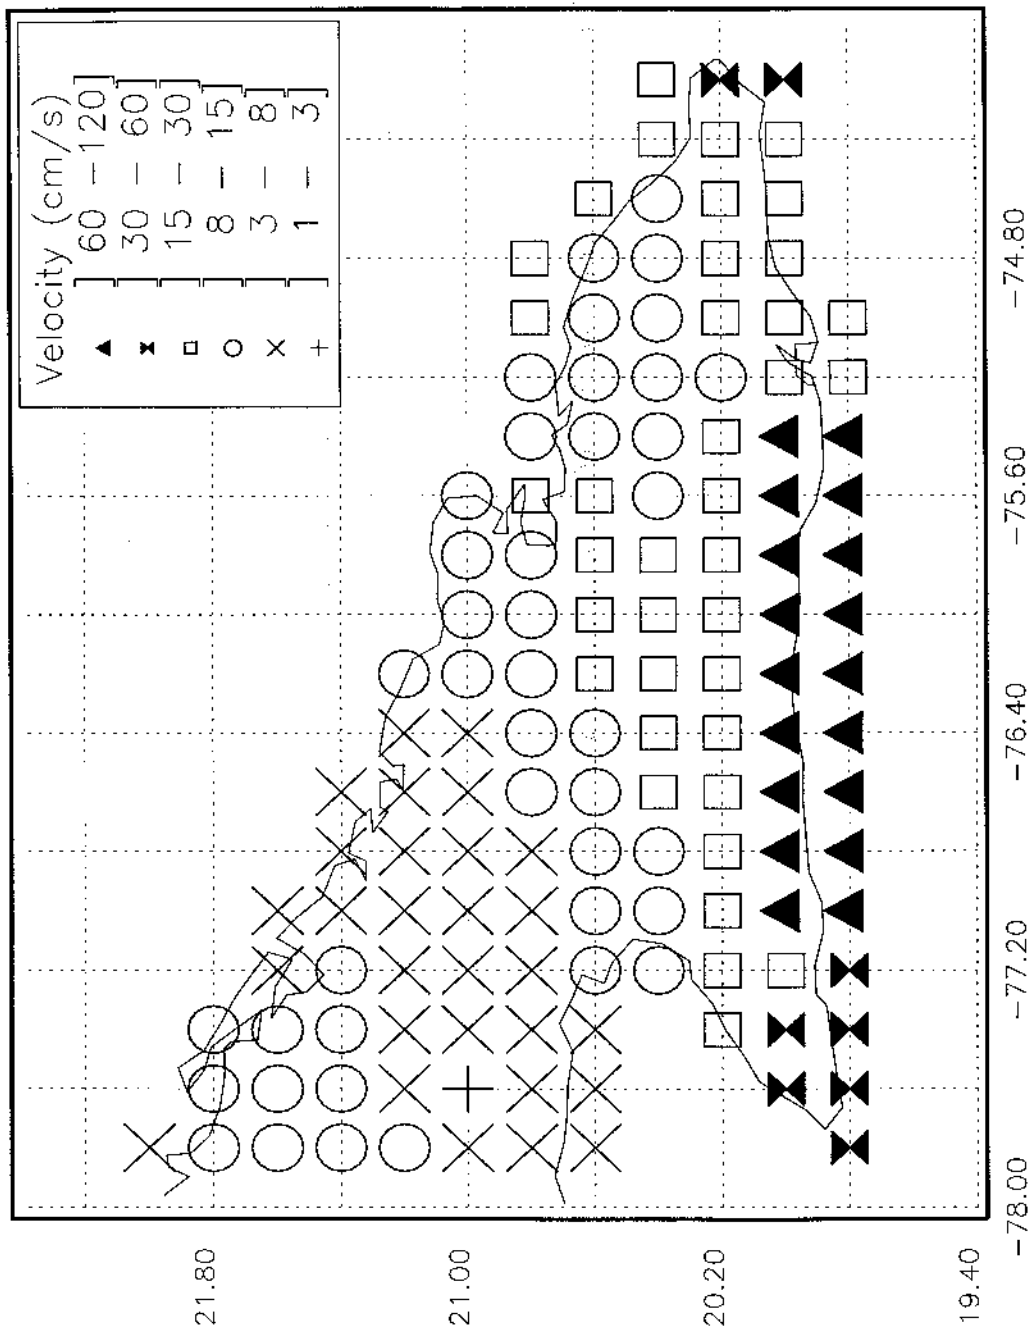 Velocity (cm/s)
▲ [ 60 – 120]
⧗ [ 30 – 60]
□ [ 15 – 30]
○ [ 8 – 15]
× [ 3 – 8]
+ [ 1 – 3]
21.80
21.00
20.20
19.40
-78.00
-77.20
-76.40
-75.60
-74.80